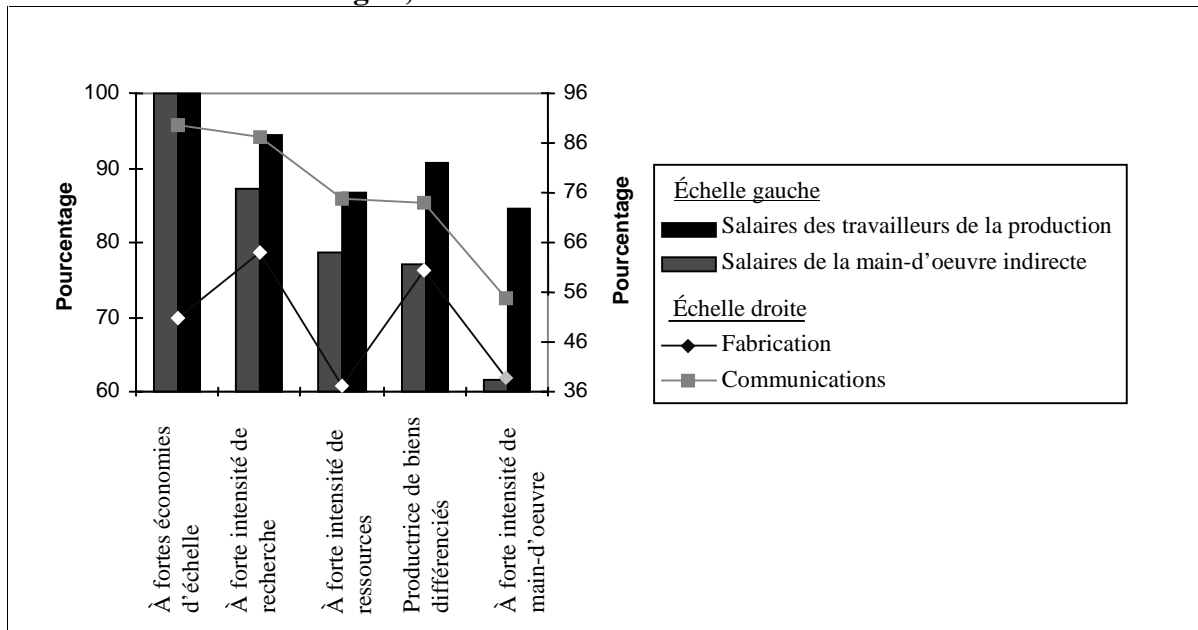 100
90
80
70
60
Pourcentage
96
86
76
66
56
46
36
Pourcentage
À fortes économies
d'échelle
À forte intensité de
recherche
À forte intensité de
ressources
Productrice de biens
différenciés
À forte intensité de
main-d'oeuvre
Échelle gauche
Salaires des travailleurs de la production
Salaires de la main-d'oeuvre indirecte
Échelle droite
Fabrication
Communications